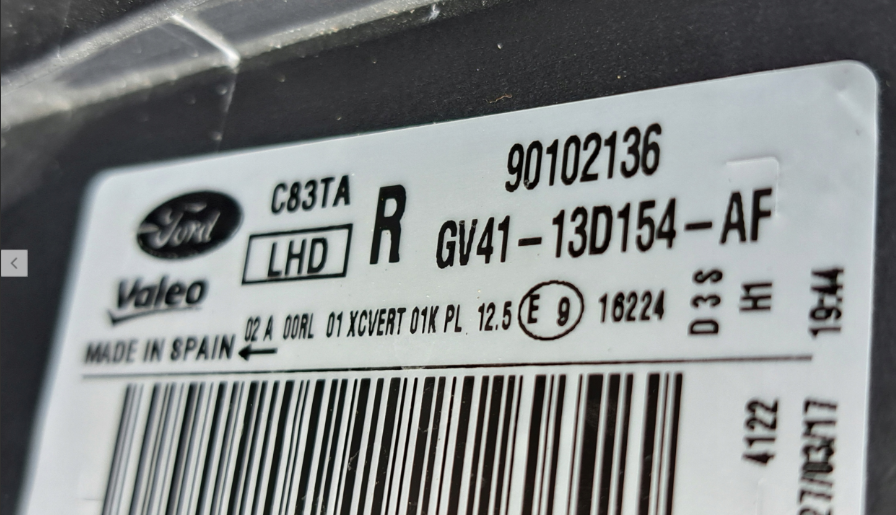 90102136
Ford C83TA R GV41-13D154-AF
LHD
Valeo
02 A 00RL 01 XCVERT 01K PL 12.5 E 9 16224
MADE IN SPAIN
D3S
H1
19:44
4122
27/03/17